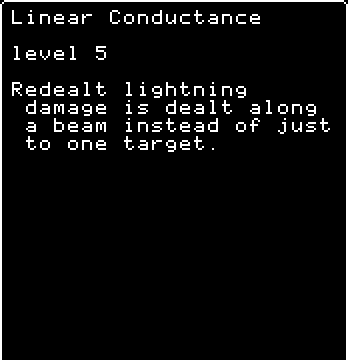 Linear Conductance
level 5
Redealt lightning
damage is dealt along
a beam instead of just
to one target.